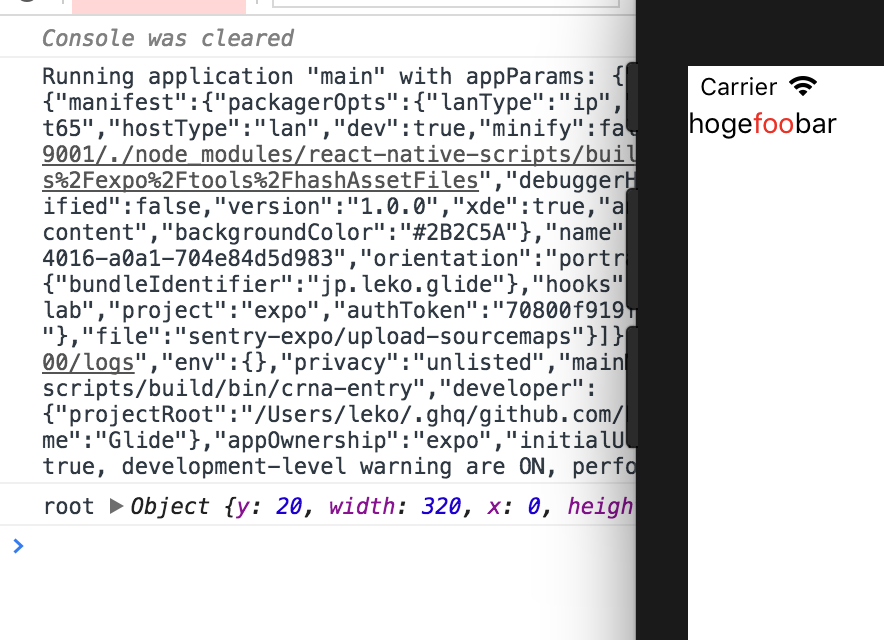 Console was cleared
Running application "main" with appParams: {
{"manifest":{"packagerOpts":{"lanType":"ip",
t65","hostType":"lan","dev":true,"minify":fal
9001/./node_modules/react-native-scripts/buil
s%2Fexpo%2Ftools%2FhashAssetFiles","debuggerH
ified":false,"version":"1.0.0","xde":true,"a
content","backgroundColor":"#2B2C5A"},"name"
4016-a0a1-704e84d5d983","orientation":"portr
{"bundleIdentifier":"jp.leko.glide"},"hooks"
lab","project":"expo","authToken":"70800f919
"},"file":"sentry-expo/upload-sourcemaps"}]}
00/logs","env":{},"privacy":"unlisted","main
scripts/build/bin/crna-entry","developer":
{"projectRoot":"/Users/leko/.ghq/github.com/
me":"Glide"},"appOwnership":"expo","initialU
true, development-level warning are ON, perfo
root ▶Object {y: 20, width: 320, x: 0, heigh
Carrier
hogefoobar